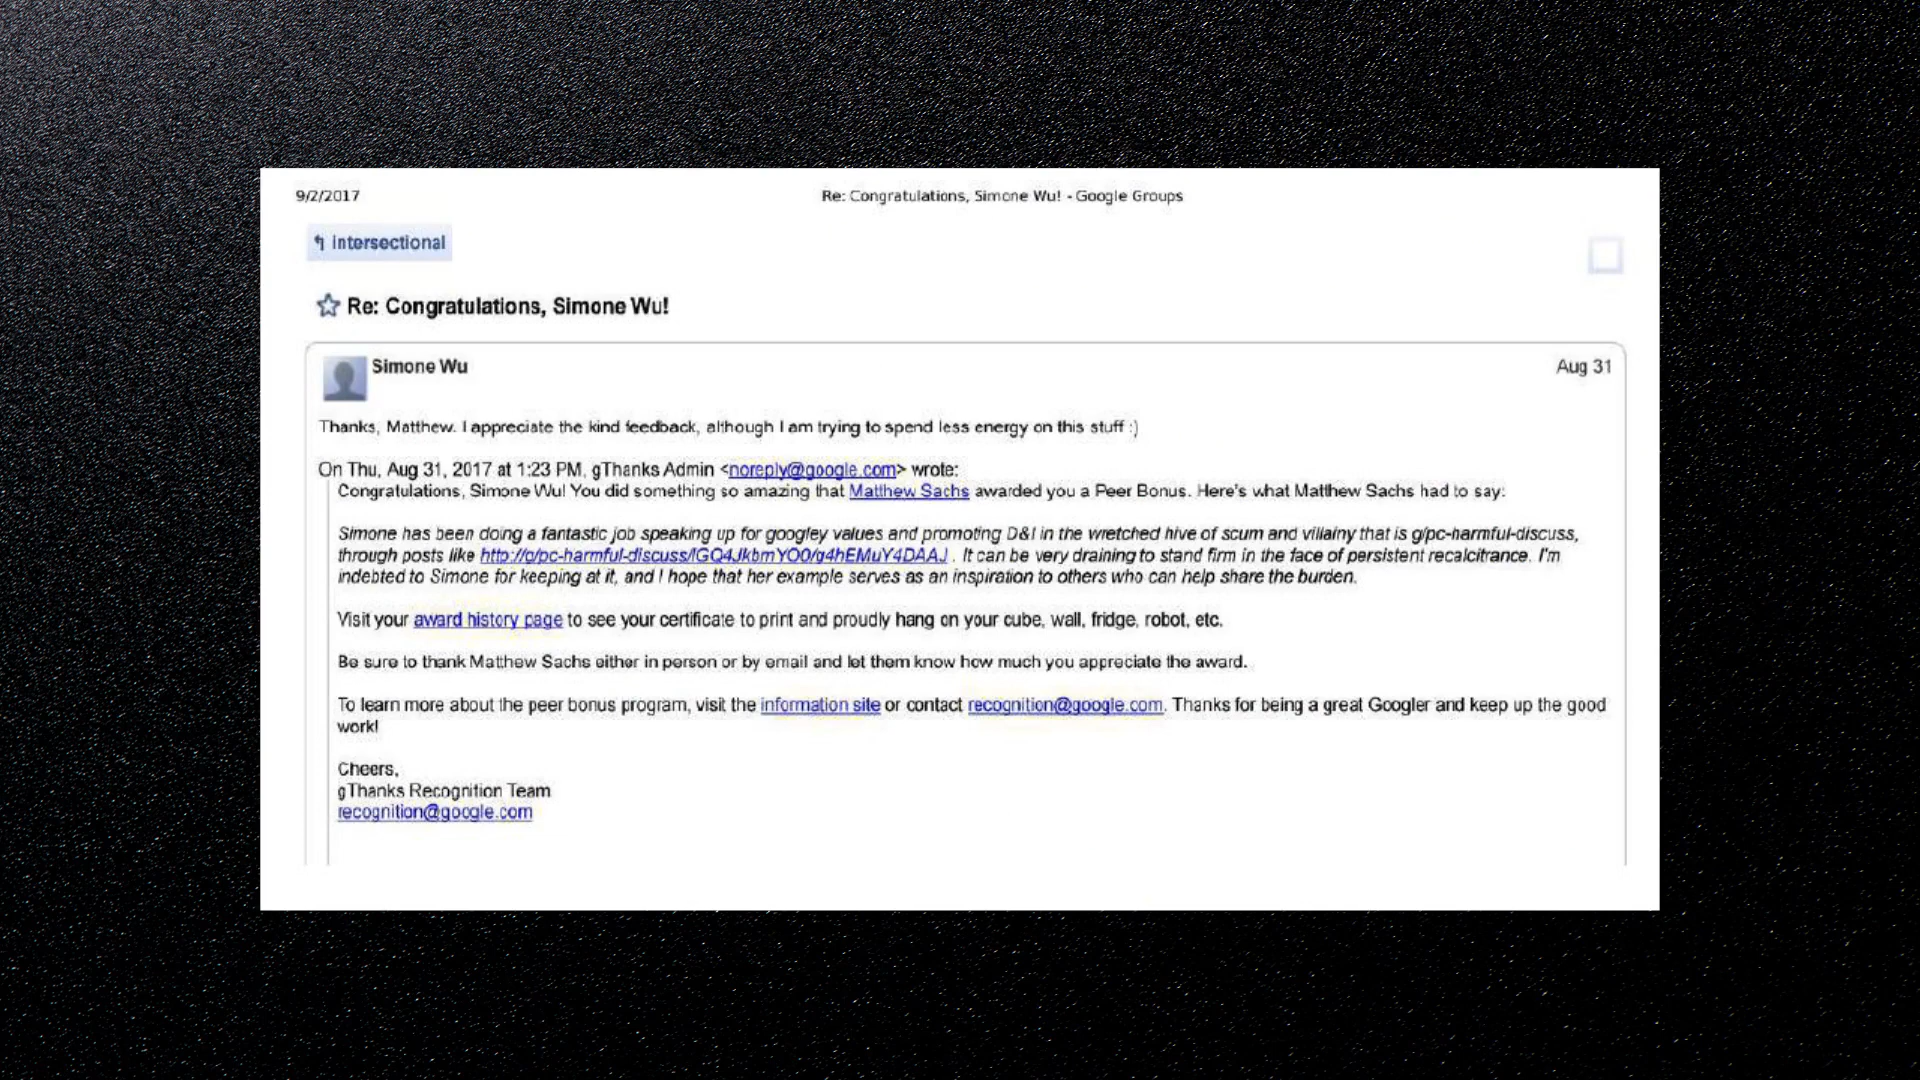 9/2/2017
Re: Congratulations, Simone Wu! - Google Groups
intersectional
Re: Congratulations, Simone Wu!
Simone Wu
Aug 31
Thanks, Matthew. I appreciate the kind feedback, although I am trying to spend less energy on this stuff :)
On Thu, Aug 31, 2017 at 1:23 PM, gThanks Admin <noreply@google.com> wrote:
Congratulations, Simone Wu! You did something so amazing that Matthew Sachs awarded you a Peer Bonus. Here's what Matthew Sachs had to say:
Simone has been doing a fantastic job speaking up for googley values and promoting D&I in the wretched hive of scum and villainy that is g/pc-harmful-discuss,
through posts like . It can be very draining to stand firm in the face of persistent recalcitrance. I'm
indebted to Simone for keeping at it, and I hope that her example serves as an inspiration to others who can help share the burden.
Visit your award history page to see your certificate to print and proudly hang on your cube, wall, fridge, robot, etc.
Be sure to thank Matthew Sachs either in person or by email and let them know how much you appreciate the award.
To learn more about the peer bonus program, visit the information site or contact recognition@google.com. Thanks for being a great Googler and keep up the good
work!
Cheers,
gThanks Recognition Team
recognition@google.com